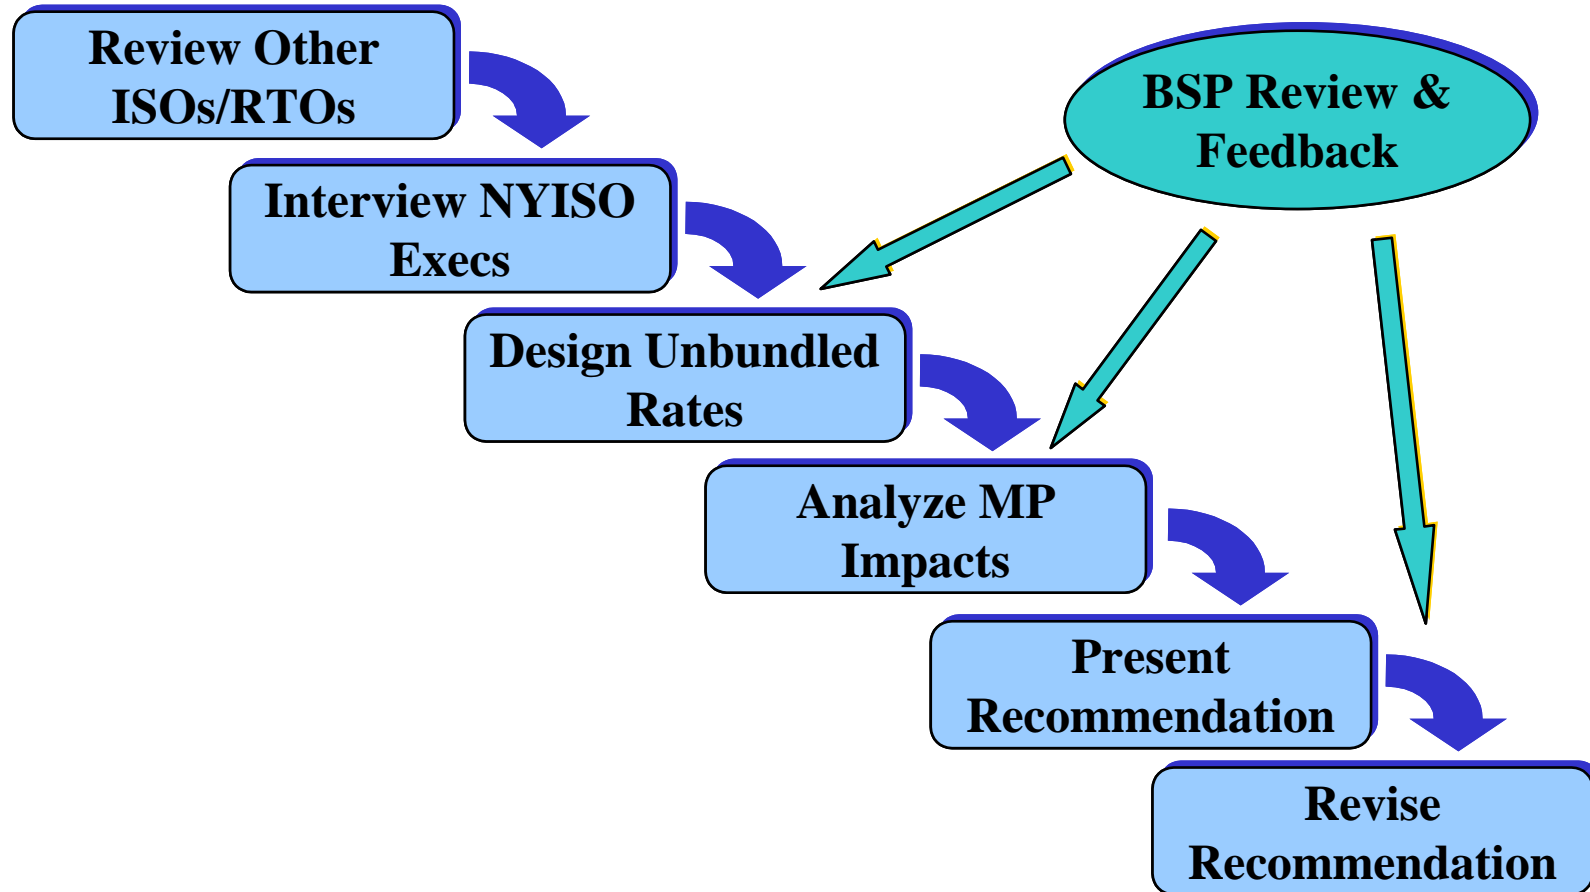 Review Other
ISOs/RTOs
BSP Review &
Feedback
Interview NYISO
Execs
Design Unbundled
Rates
Analyze MP
Impacts
Present
Recommendation
Revise
Recommendation